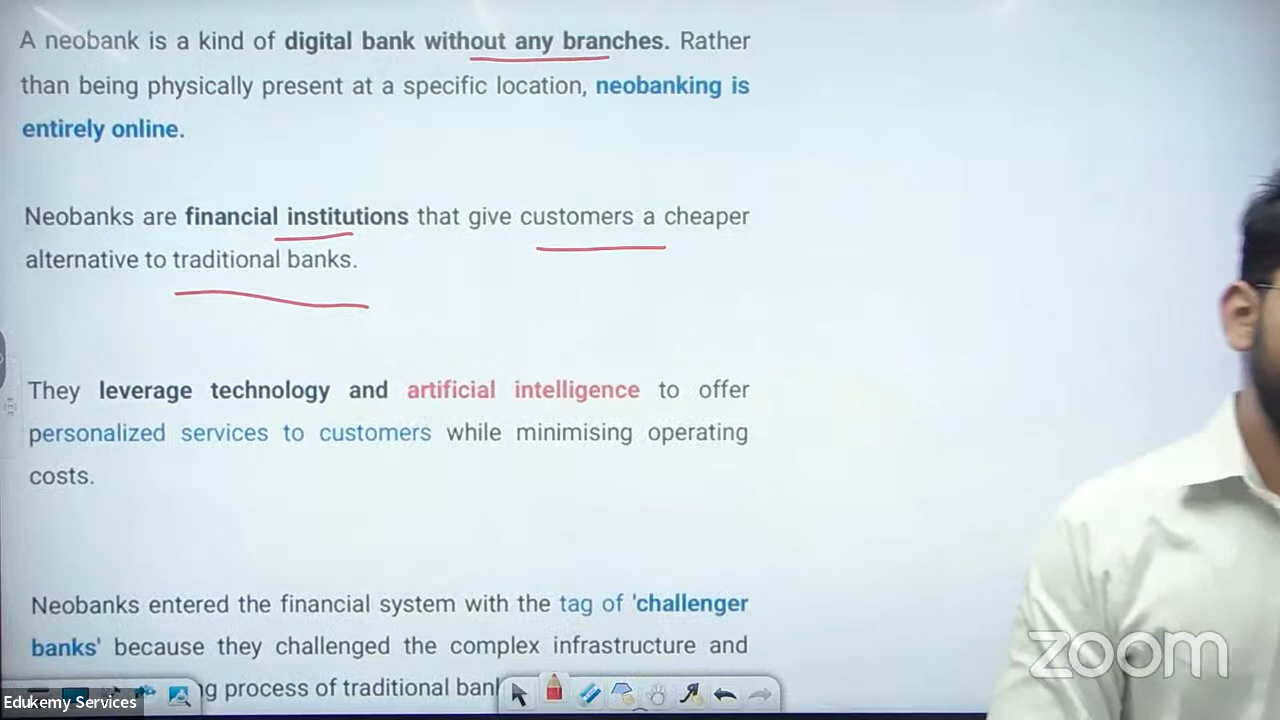 A neobank is a kind of digital bank without any branches. Rather
than being physically present at a specific location, neobanking is
entirely online.
Neobanks are financial institutions that give customers a cheaper
alternative to traditional banks.
They leverage technology and artificial intelligence to offer
personalized services to customers while minimising operating
costs.
Neobanks entered the financial system with the tag of 'challenger
banks' because they challenged the complex infrastructure and
process of traditional
zoom
Edukemy Services